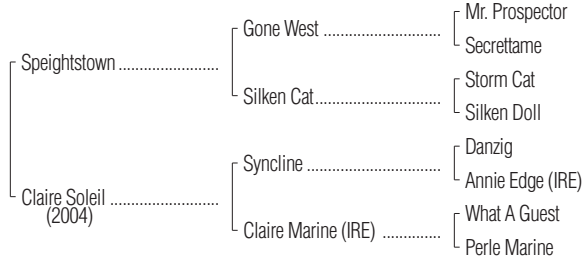 Mr. Prospector
Gone West ..............................
Secrettame
Speightstown .........................
Storm Cat
Silken Cat................................
Silken Doll
Danzig
Syncline ..................................
Annie Edge (IRE)
Claire Soleil ...........................
(2004)
What A Guest
Claire Marine (IRE) ..............
Perle Marine